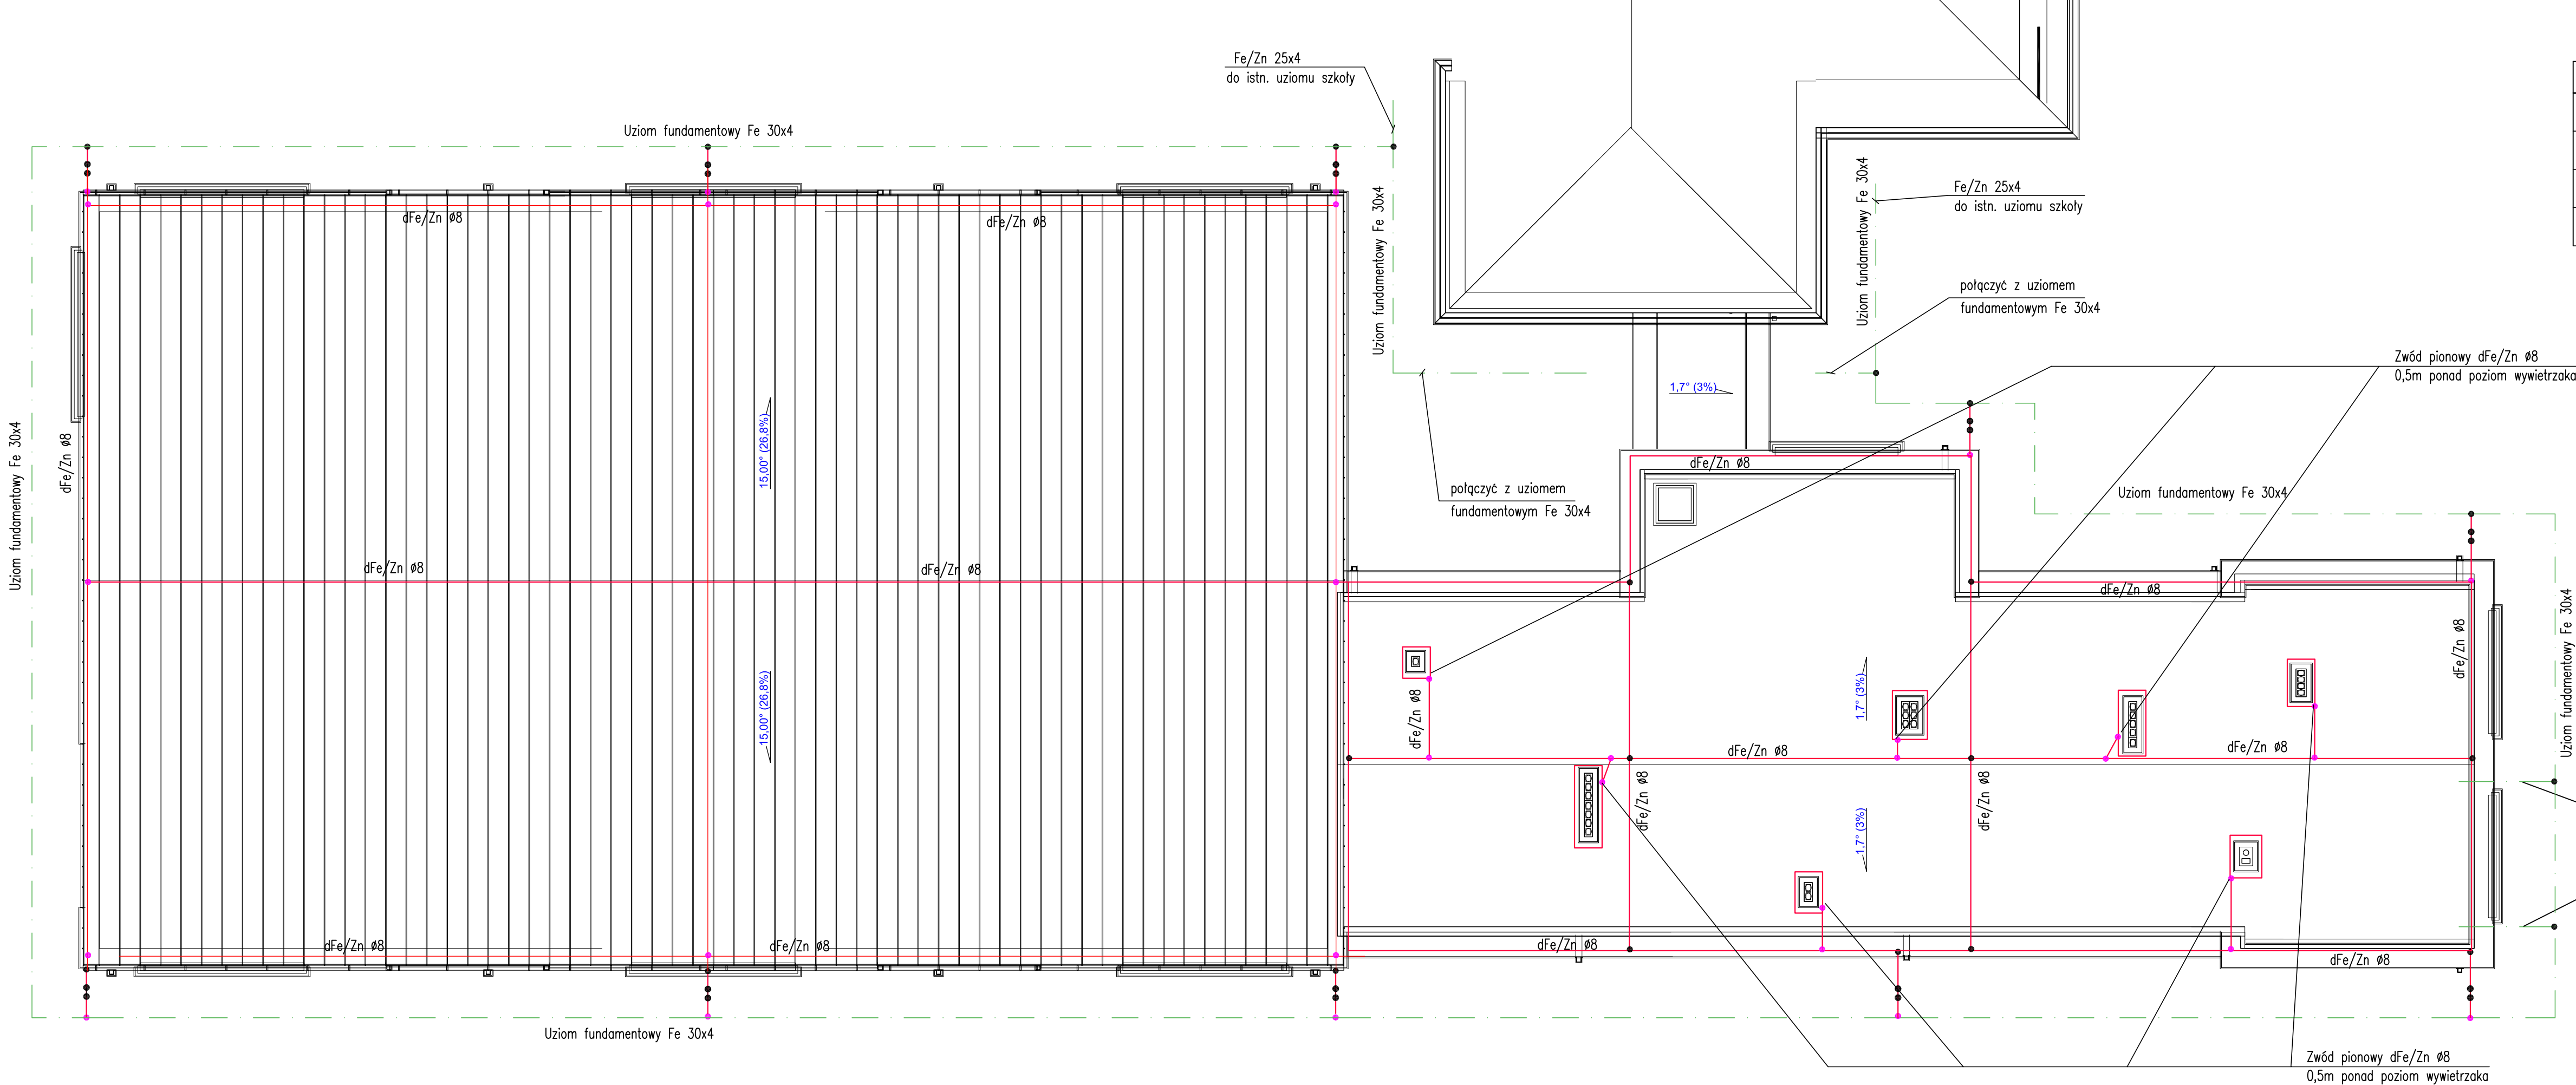 Fe/Zn 25x4
do istn. uziomu szkoły
Uziom fundamentowy Fe 30x4
Uziom fundamentowy Fe 30x4
Uziom fundamentowy Fe 30x4
Fe/Zn 25x4
do istn. uziomu szkoły
dFe/Zn ø8
dFe/Zn ø8
połączyć z uziomem
fundamentowym Fe 30x4
Zwód pionowy dFe/Zn ø8
0,5m ponad poziom wywietrzaka
1,7° (3%)
15,00° (26,8%)
dFe/Zn ø8
Uziom fundamentowy Fe 30x4
dFe/Zn ø8
połączyć z uziomem
fundamentowym Fe 30x4
Uziom fundamentowy Fe 30x4
dFe/Zn ø8
dFe/Zn ø8
dFe/Zn ø8
dFe/Zn ø8
Uziom fundamentowy Fe 30x4
15,00° (26,8%)
dFe/Zn ø8
1,7° (3%)
dFe/Zn ø8
dFe/Zn ø8
dFe/Zn ø8
dFe/Zn ø8
1,7° (3%)
dFe/Zn ø8
dFe/Zn ø8
dFe/Zn ø8
dFe/Zn ø8
Uziom fundamentowy Fe 30x4
Zwód pionowy dFe/Zn ø8
0,5m ponad poziom wywietrzaka